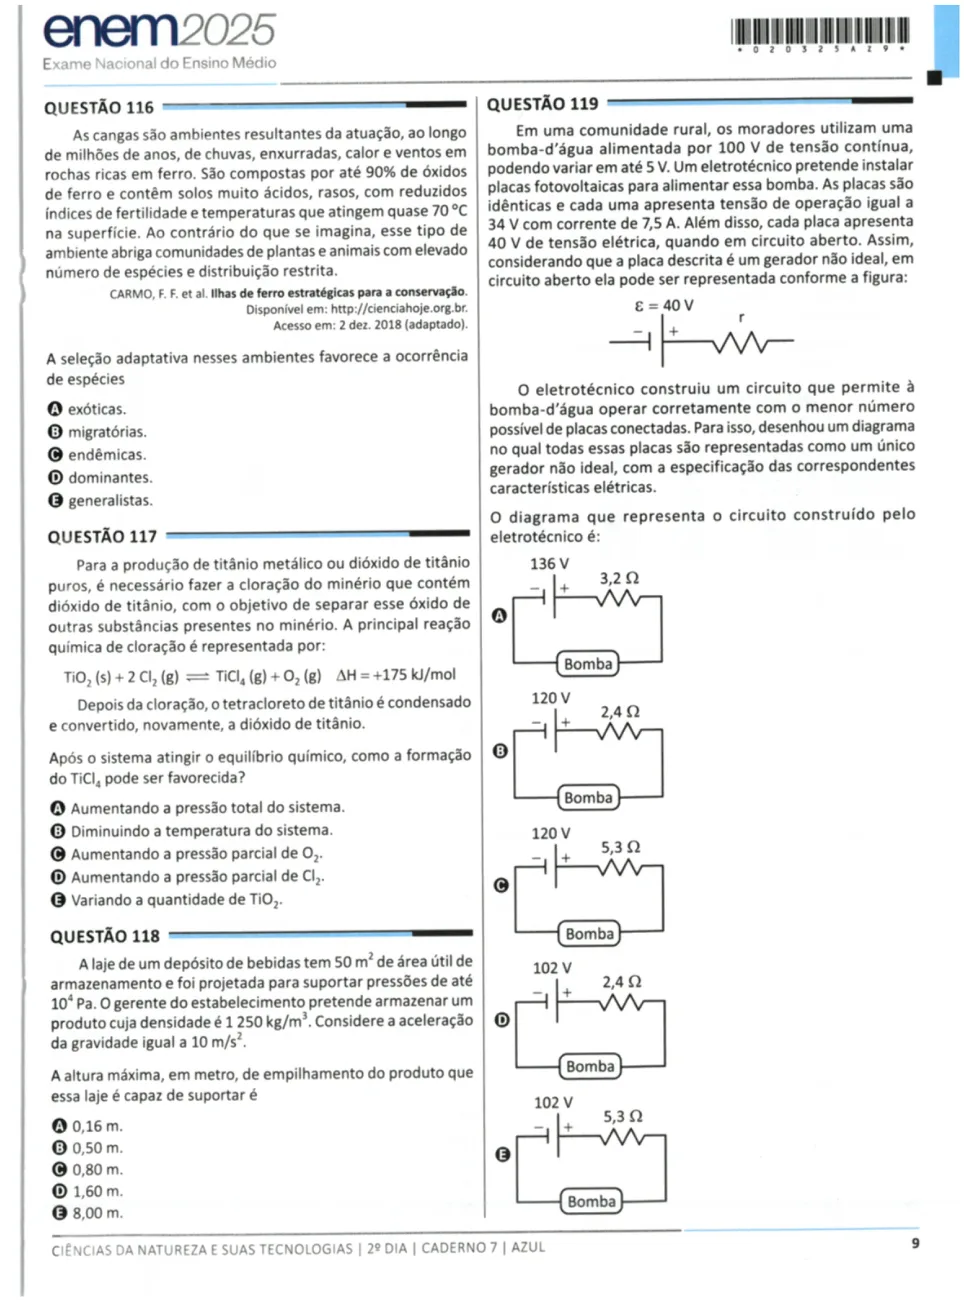 enem2025
Exame Nacional do Ensino Médio
*020325AZ9*
QUESTÃO 116
As cangas são ambientes resultantes da atuação, ao longo
de milhões de anos, de chuvas, enxurradas, calor e ventos em
rochas ricas em ferro. São compostas por até 90% de óxidos
de ferro e contêm solos muito ácidos, rasos, com reduzidos
índices de fertilidade e temperaturas que atingem quase 70 ºC
na superfície. Ao contrário do que se imagina, esse tipo de
ambiente abriga comunidades de plantas e animais com elevado
número de espécies e distribuição restrita.
CARMO, F. F. et al. Ilhas de ferro estratégicas para a conservação.
Disponível em: http://cienciahoje.org.br.
Acesso em: 2 dez. 2018 (adaptado).
A seleção adaptativa nesses ambientes favorece a ocorrência
de espécies
A exóticas.
B migratórias.
C endêmicas.
D dominantes.
E generalistas.
QUESTÃO 117
Para a produção de titânio metálico ou dióxido de titânio
puros, é necessário fazer a cloração do minério que contém
dióxido de titânio, com o objetivo de separar esse óxido de
outras substâncias presentes no minério. A principal reação
química de cloração é representada por:
TiO₂ (s) + 2 Cl₂ (g) ⇌ TiCl₄ (g) + O₂ (g) ΔH = +175 kJ/mol
Depois da cloração, o tetracloreto de titânio é condensado
e convertido, novamente, a dióxido de titânio.
Após o sistema atingir o equilíbrio químico, como a formação
do TiCl₄ pode ser favorecida?
A Aumentando a pressão total do sistema.
B Diminuindo a temperatura do sistema.
C Aumentando a pressão parcial de O₂.
D Aumentando a pressão parcial de Cl₂.
E Variando a quantidade de TiO₂.
QUESTÃO 118
A laje de um depósito de bebidas tem 50 m² de área útil de
armazenamento e foi projetada para suportar pressões de até
10⁴ Pa. O gerente do estabelecimento pretende armazenar um
produto cuja densidade é 1 250 kg/m³. Considere a aceleração
da gravidade igual a 10 m/s².
A altura máxima, em metro, de empilhamento do produto que
essa laje é capaz de suportar é
A 0,16 m.
B 0,50 m.
C 0,80 m.
D 1,60 m.
E 8,00 m.
QUESTÃO 119
Em uma comunidade rural, os moradores utilizam uma
bomba-d'água alimentada por 100 V de tensão contínua,
podendo variar em até 5 V. Um eletrotécnico pretende instalar
placas fotovoltaicas para alimentar essa bomba. As placas são
idênticas e cada uma apresenta tensão de operação igual a
34 V com corrente de 7,5 A. Além disso, cada placa apresenta
40 V de tensão elétrica, quando em circuito aberto. Assim,
considerando que a placa descrita é um gerador não ideal, em
circuito aberto ela pode ser representada conforme a figura:
ε = 40 V
r
- +
O eletrotécnico construiu um circuito que permite à
bomba-d'água operar corretamente com o menor número
possível de placas conectadas. Para isso, desenhou um diagrama
no qual todas essas placas são representadas como um único
gerador não ideal, com a especificação das correspondentes
características elétricas.
O diagrama que representa o circuito construído pelo
eletrotécnico é:
136 V
- + 3,2 Ω
A
Bomba
120 V
- + 2,4 Ω
B
Bomba
120 V
- + 5,3 Ω
C
Bomba
102 V
- + 2,4 Ω
D
Bomba
102 V
- + 5,3 Ω
E
Bomba
CIÊNCIAS DA NATUREZA E SUAS TECNOLOGIAS | 2º DIA | CADERNO 7 | AZUL
9